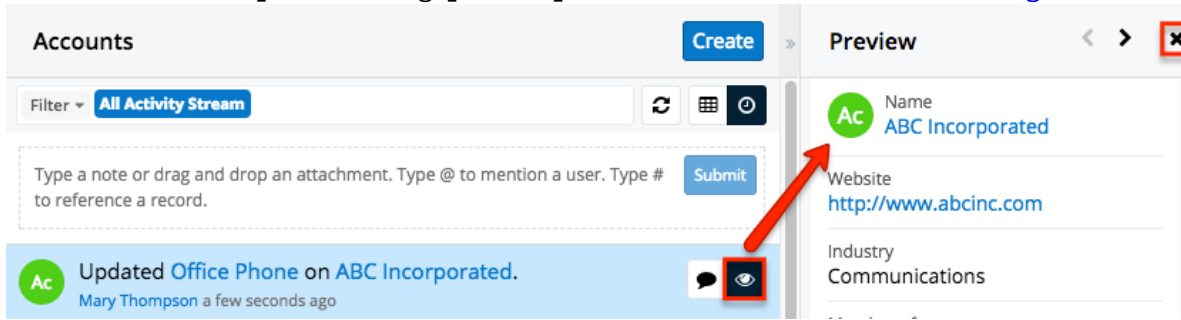 Accounts
Create
»
Filter
All Activity Stream
Type a note or drag and drop an attachment. Type @ to mention a user. Type #
to reference a record.
Submit
Ac
Updated Office Phone on ABC Incorporated.
Mary Thompson a few seconds ago
Preview
Ac
Name
ABC Incorporated
Website
http://www.abcinc.com
Industry
Communications